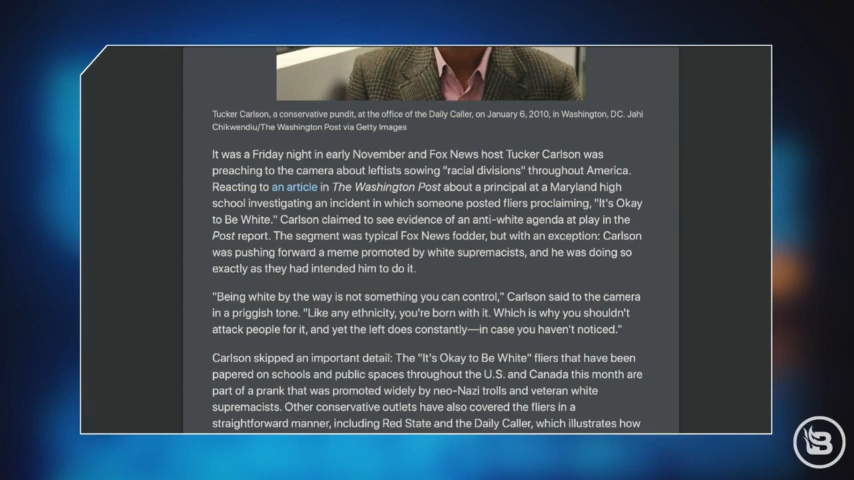 Tucker Carlson, a conservative pundit, at the office of the Daily Caller, on January 6, 2010, in Washington, DC. Jahi
Chikwendiu/The Washington Post via Getty Images
It was a Friday night in early November and Fox News host Tucker Carlson was
preaching to the camera about leftists sowing "racial divisions" throughout America.
Reacting to an article in The Washington Post about a principal at a Maryland high
school investigating an incident in which someone posted fliers proclaiming, "It's Okay
to Be White." Carlson claimed to see evidence of an anti-white agenda at play in the
Post report. The segment was typical Fox News fodder, but with an exception: Carlson
was pushing forward a meme promoted by white supremacists, and he was doing so
exactly as they had intended him to do it.
"Being white by the way is not something you can control," Carlson said to the camera
in a priggish tone. "Like any ethnicity, you're born with it. Which is why you shouldn't
attack people for it, and yet the left does constantly—in case you haven't noticed."
Carlson skipped an important detail: The "It's Okay to Be White" fliers that have been
papered on schools and public spaces throughout the U.S. and Canada this month are
part of a prank that was promoted widely by neo-Nazi trolls and veteran white
supremacists. Other conservative outlets have also covered the fliers in a
straightforward manner, including Red State and the Daily Caller, which illustrates how
B